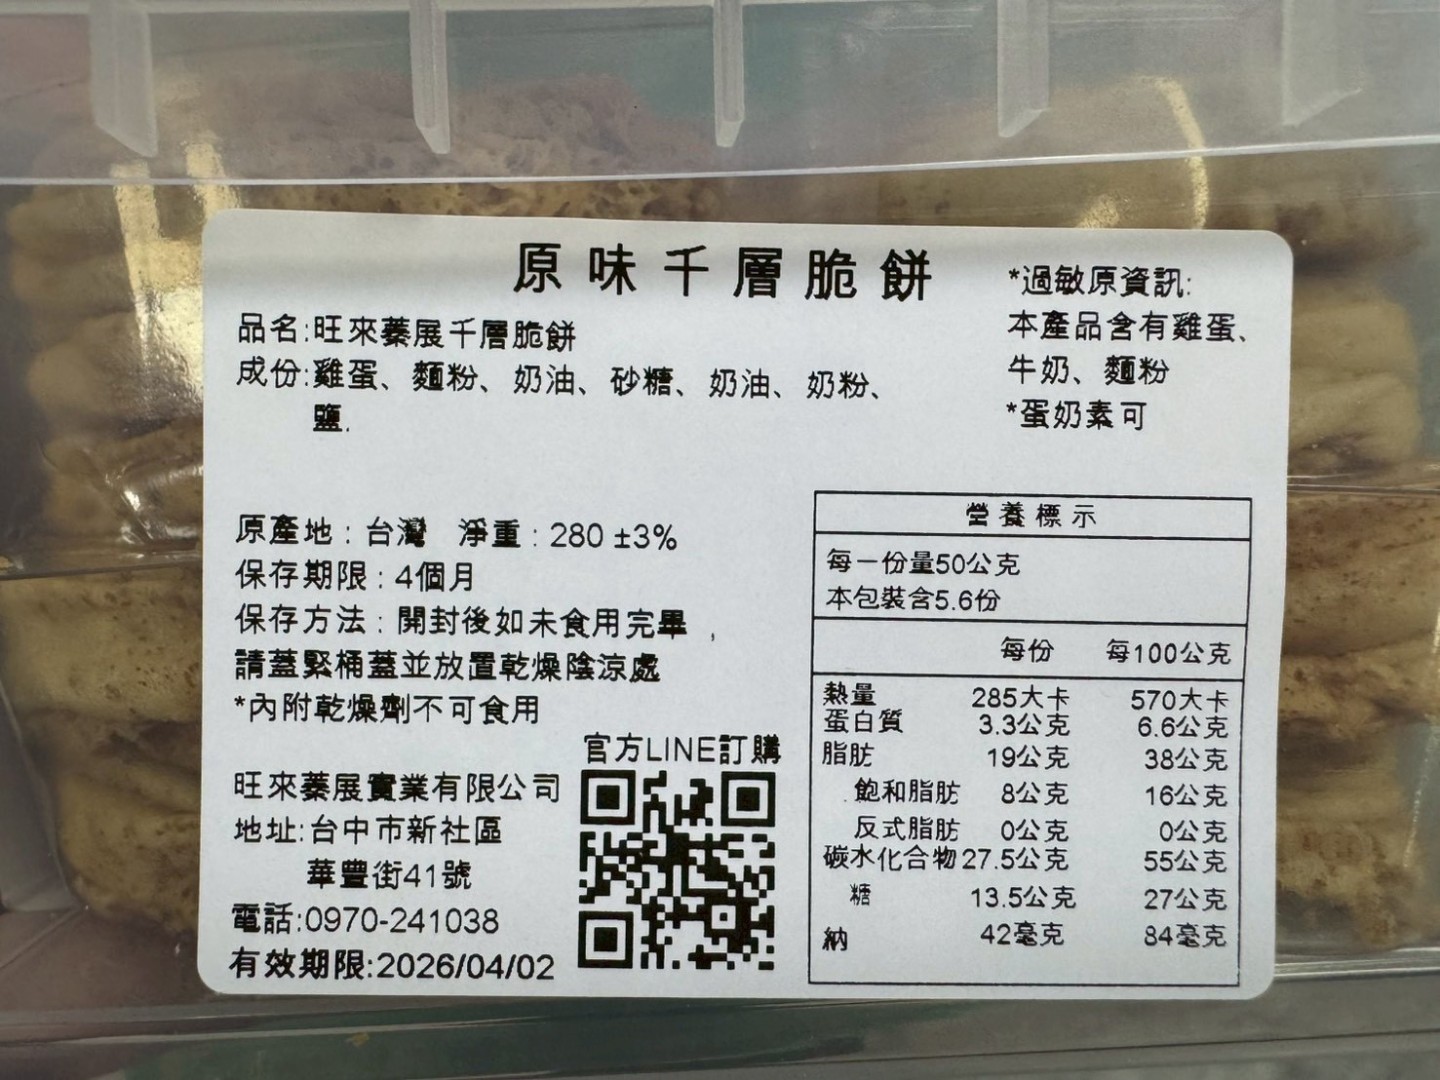 原味千層脆餅
品名:旺來蓁展千層脆餅
成份:雞蛋、麵粉、奶油、砂糖、奶油、奶粉、
鹽.
*過敏原資訊:
本產品含有雞蛋、
牛奶、麵粉
*蛋奶素可
原產地：台灣 淨重：280 ±3%
保存期限：4個月
保存方法：開封後如未食用完畢，
請蓋緊桶蓋並放置乾燥陰涼處
*內附乾燥劑不可食用
官方LINE訂購
旺來蓁展實業有限公司
地址:台中市新社區
華豐街41號
電話:0970-241038
有效期限:2026/04/02
營養標示
每一份量50公克
本包裝含5.6份
每份 每100公克
熱量 285大卡 570大卡
蛋白質 3.3公克 6.6公克
脂肪 19公克 38公克
飽和脂肪 8公克 16公克
反式脂肪 0公克 0公克
碳水化合物 27.5公克 55公克
糖 13.5公克 27公克
納 42毫克 84毫克